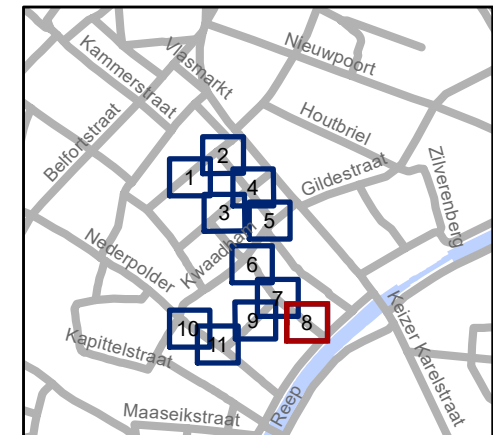 Nieuwpoort
Vlasmarkt
Kammerstraat
Houtbriel
Belfortstraat
Gildestraat
Zilverenberg
2
1
4
3
5
Kwaadham
Nederpolder
6
7
8
9
10
11
Kapittelstraat
Keizer Karelstraat
Reep
Maaseikstraat